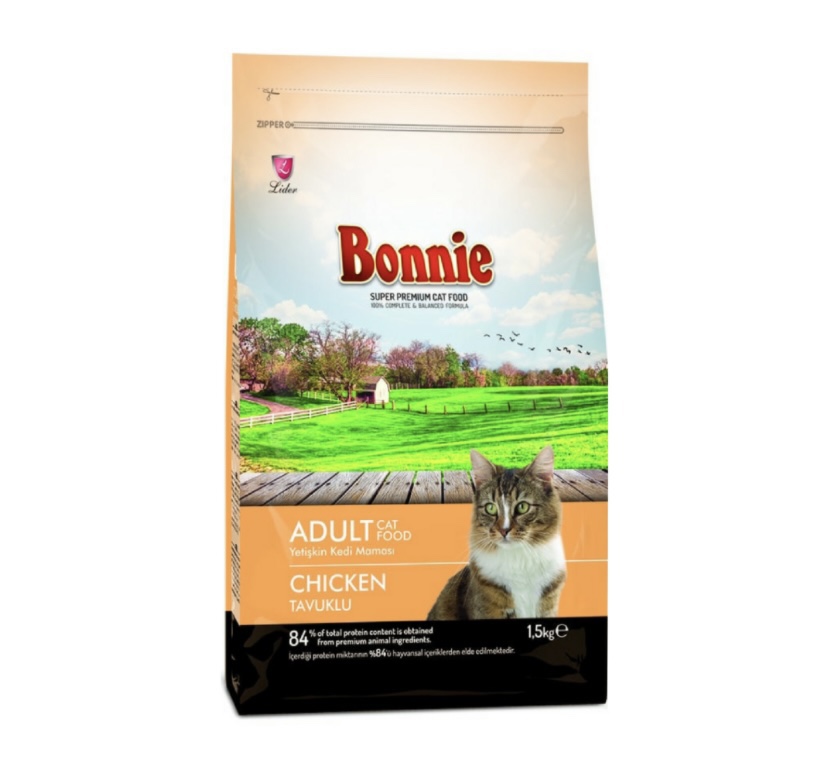 ZIPPER
L
Lider
Bonnie
SUPER PREMIUM CAT FOOD
100% COMPLETE & BALANCED FORMULA
ADULT CAT FOOD
Yetişkin Kedi Maması
CHICKEN
TAVUKLU
84% of total protein content is obtained
from premium animal ingredients.
1,5kg℮
İçerdiği protein miktarının %84'ü hayvansal içeriklerden elde edilmektedir.